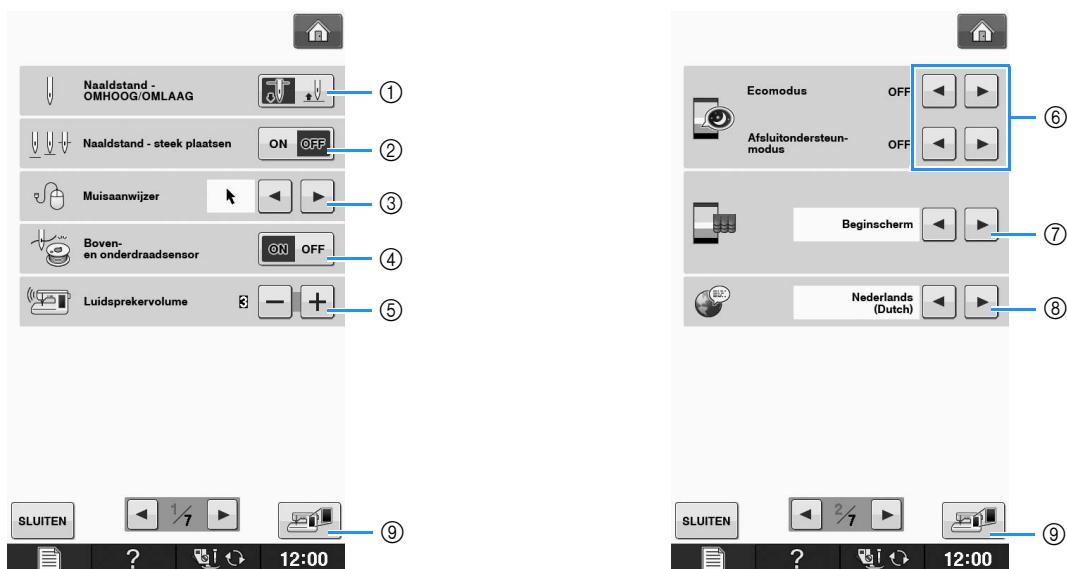 Naaldstand -
OMHOOG/OMLAAG
①
Naaldstand - steek plaatsen
ON OFF
②
Muisaanwijzer
③
Boven-
en onderdraadsensor
ON OFF
④
Luidsprekervolume
3
− +
⑤
SLUITEN
1/7
⑨
?
12:00
Ecomodus
OFF
⑥
Afsluitondersteun-
modus
OFF
Beginscherm
⑦
Nederlands
(Dutch)
⑧
SLUITEN
2/7
⑨
?
12:00